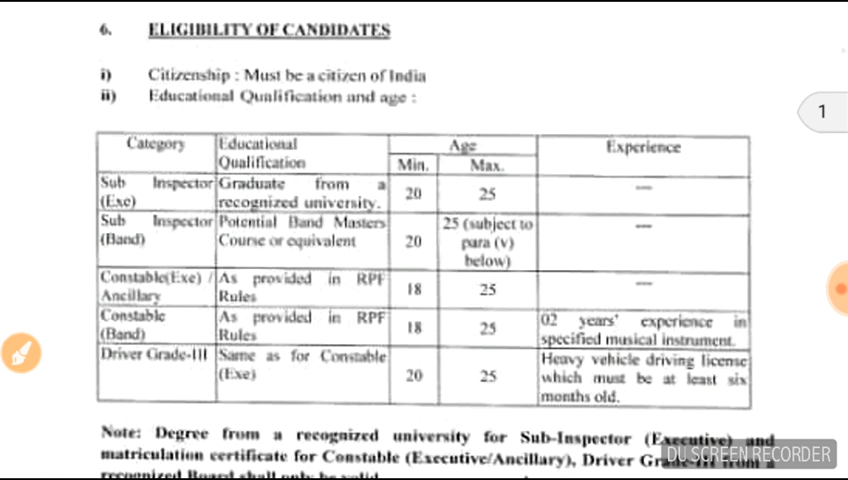 6. ELIGIBILITY OF CANDIDATES
i) Citizenship : Must be a citizen of India
ii) Educational Qualification and age :
1
Category Educational Qualification Age Experience
Min. Max.
Sub Inspector (Exe) Graduate from a recognized university. 20 25 —
Sub Inspector (Band) Potential Band Masters Course or equivalent 20 25 (subject to para (v) below) —
Constable(Exe) / Ancillary As provided in RPF Rules 18 25 —
Constable (Band) As provided in RPF Rules 18 25 02 years' experience in specified musical instrument.
Driver Grade-III Same as for Constable (Exe) 20 25 Heavy vehicle driving license which must be at least six months old.
Note: Degree from a recognized university for Sub-Inspector (Executive) and
matriculation certificate for Constable (Executive/Ancillary), Driver Grade-III from a
recognized Board shall only be valid
DU SCREEN RECORDER